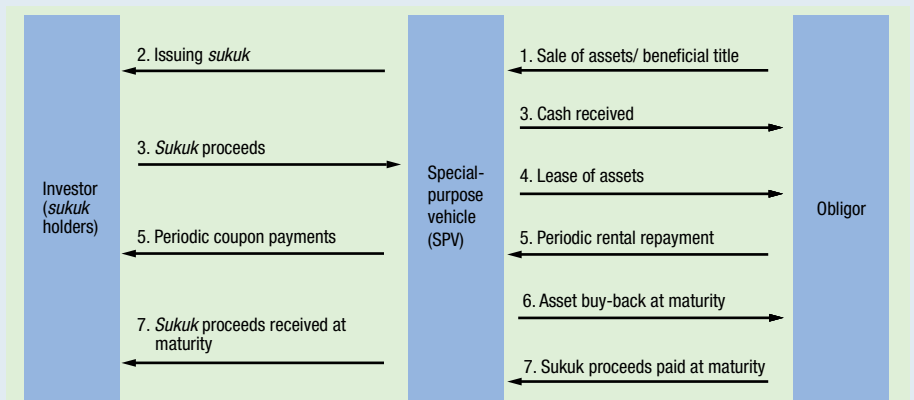 2. Issuing sukuk
3. Sukuk proceeds
5. Periodic coupon payments
7. Sukuk proceeds received at
maturity
Investor
(sukuk
holders)
Special-
purpose
vehicle
(SPV)
1. Sale of assets/ beneficial title
3. Cash received
4. Lease of assets
5. Periodic rental repayment
6. Asset buy-back at maturity
7. Sukuk proceeds paid at maturity
Obligor